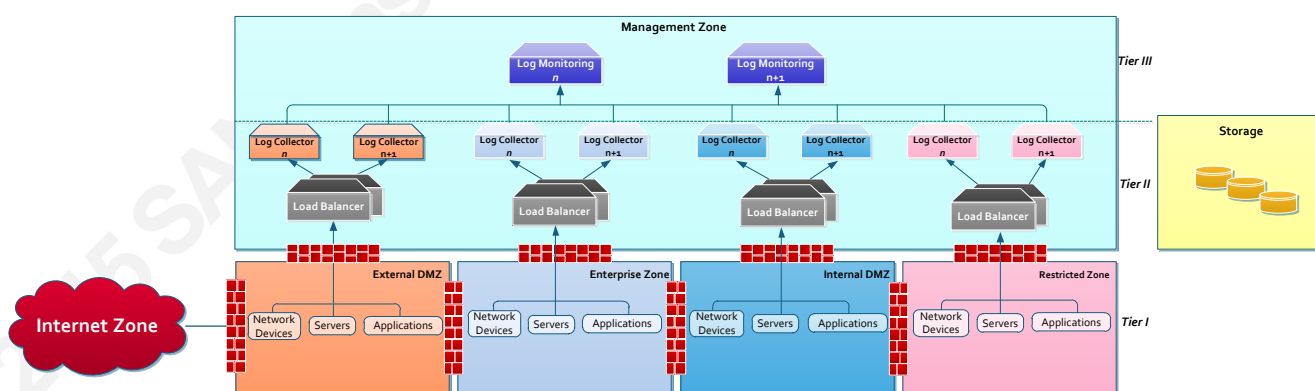 Management Zone
Log Monitoring
n
Log Monitoring
n+1
Tier III
Log Collector
n
Log Collector
n+1
Log Collector
n
Log Collector
n+1
Log Collector
n
Log Collector
n+1
Log Collector
n
Log Collector
n+1
Storage
Load Balancer
Load Balancer
Load Balancer
Load Balancer
Tier II
External DMZ
Enterprise Zone
Internal DMZ
Restricted Zone
Internet Zone
Network
Devices
Servers
Applications
Network
Devices
Servers
Applications
Network
Devices
Servers
Applications
Network
Devices
Servers
Applications
Tier I